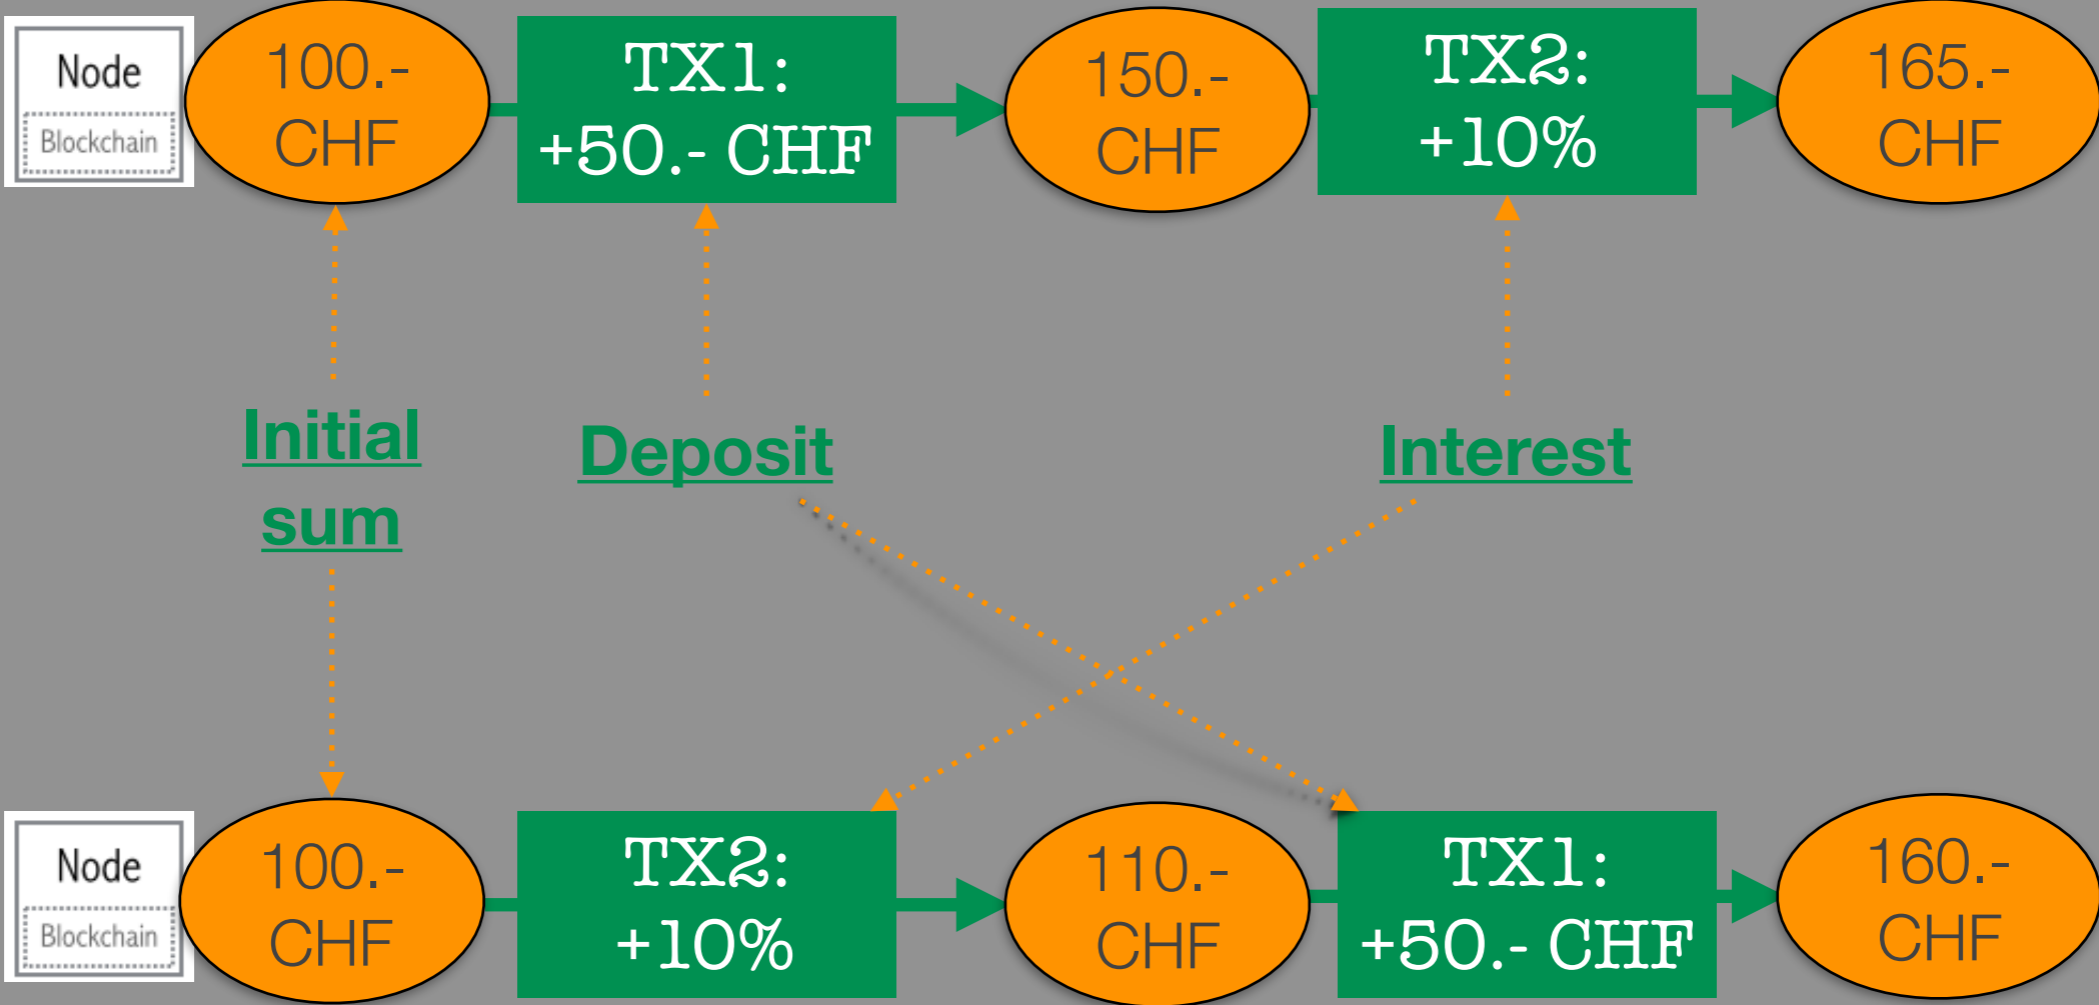 Node
Blockchain
100.-
CHF
TX1:
+50.- CHF
150.-
CHF
TX2:
+10%
165.-
CHF
Initial
sum
Deposit
Interest
Node
Blockchain
100.-
CHF
TX2:
+10%
110.-
CHF
TX1:
+50.- CHF
160.-
CHF